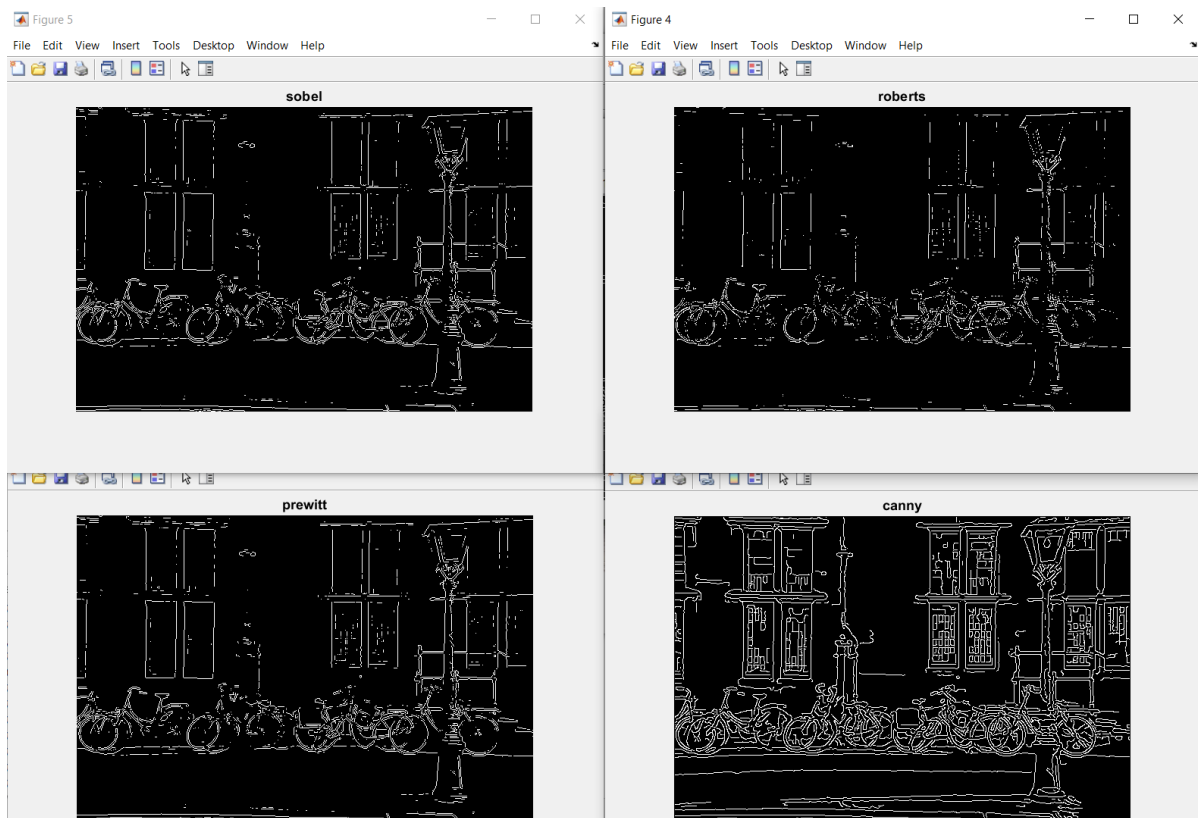 Figure 5
File Edit View Insert Tools Desktop Window Help
sobel
Figure 4
File Edit View Insert Tools Desktop Window Help
roberts
prewitt
canny